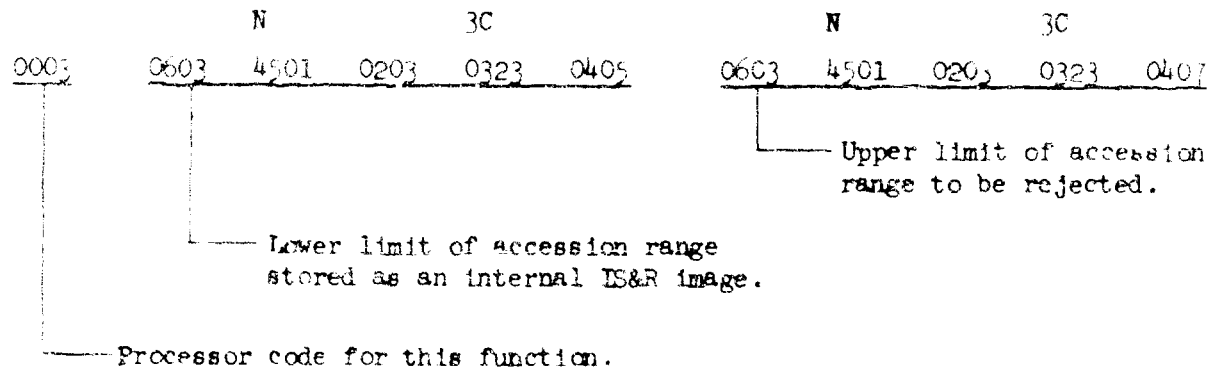 N 3C N 3C
0003 0603 4501 0203 0323 0405 0603 4501 0203 0323 0407
Upper limit of accession
range to be rejected.
Lower limit of accession range
stored as an internal IS&R image.
Processor code for this function.